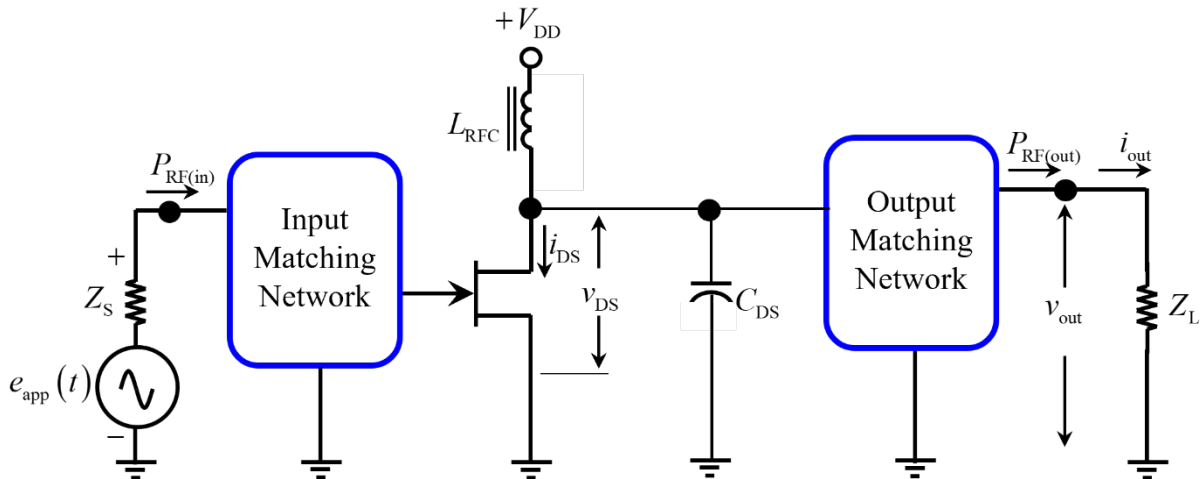 +V_DD
L_RFC
P_RF(in)
Input
Matching
Network
+
Z_S
e_app (t)
−
i_DS
v_DS
C_DS
Output
Matching
Network
P_RF(out)
i_out
v_out
Z_L